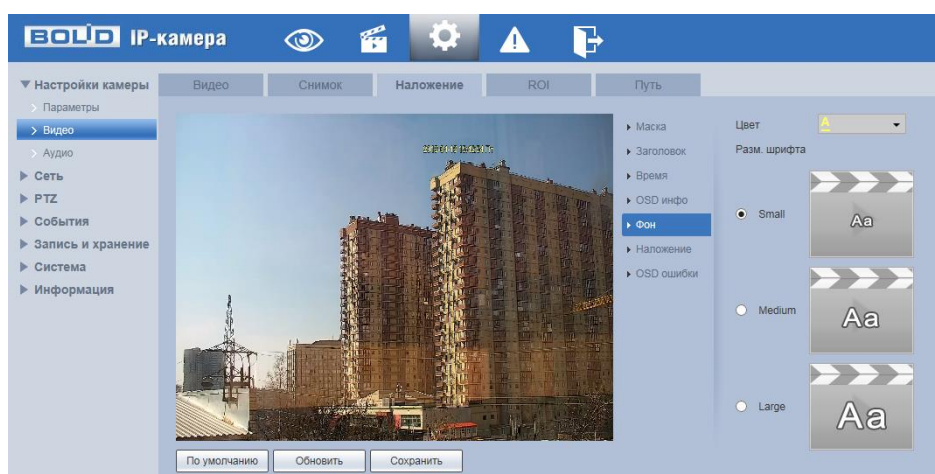 BOLID IP-камера
Настройки камеры
Параметры
Видео
Аудио
Сеть
PTZ
События
Запись и хранение
Система
Информация
Видео
Снимок
Наложение
ROI
Путь
Маска
Заголовок
Время
OSD инфо
Фон
Наложение
OSD ошибки
Цвет
A
Разм. шрифта
Small
Aa
Medium
Aa
Large
Aa
По умолчанию
Обновить
Сохранить